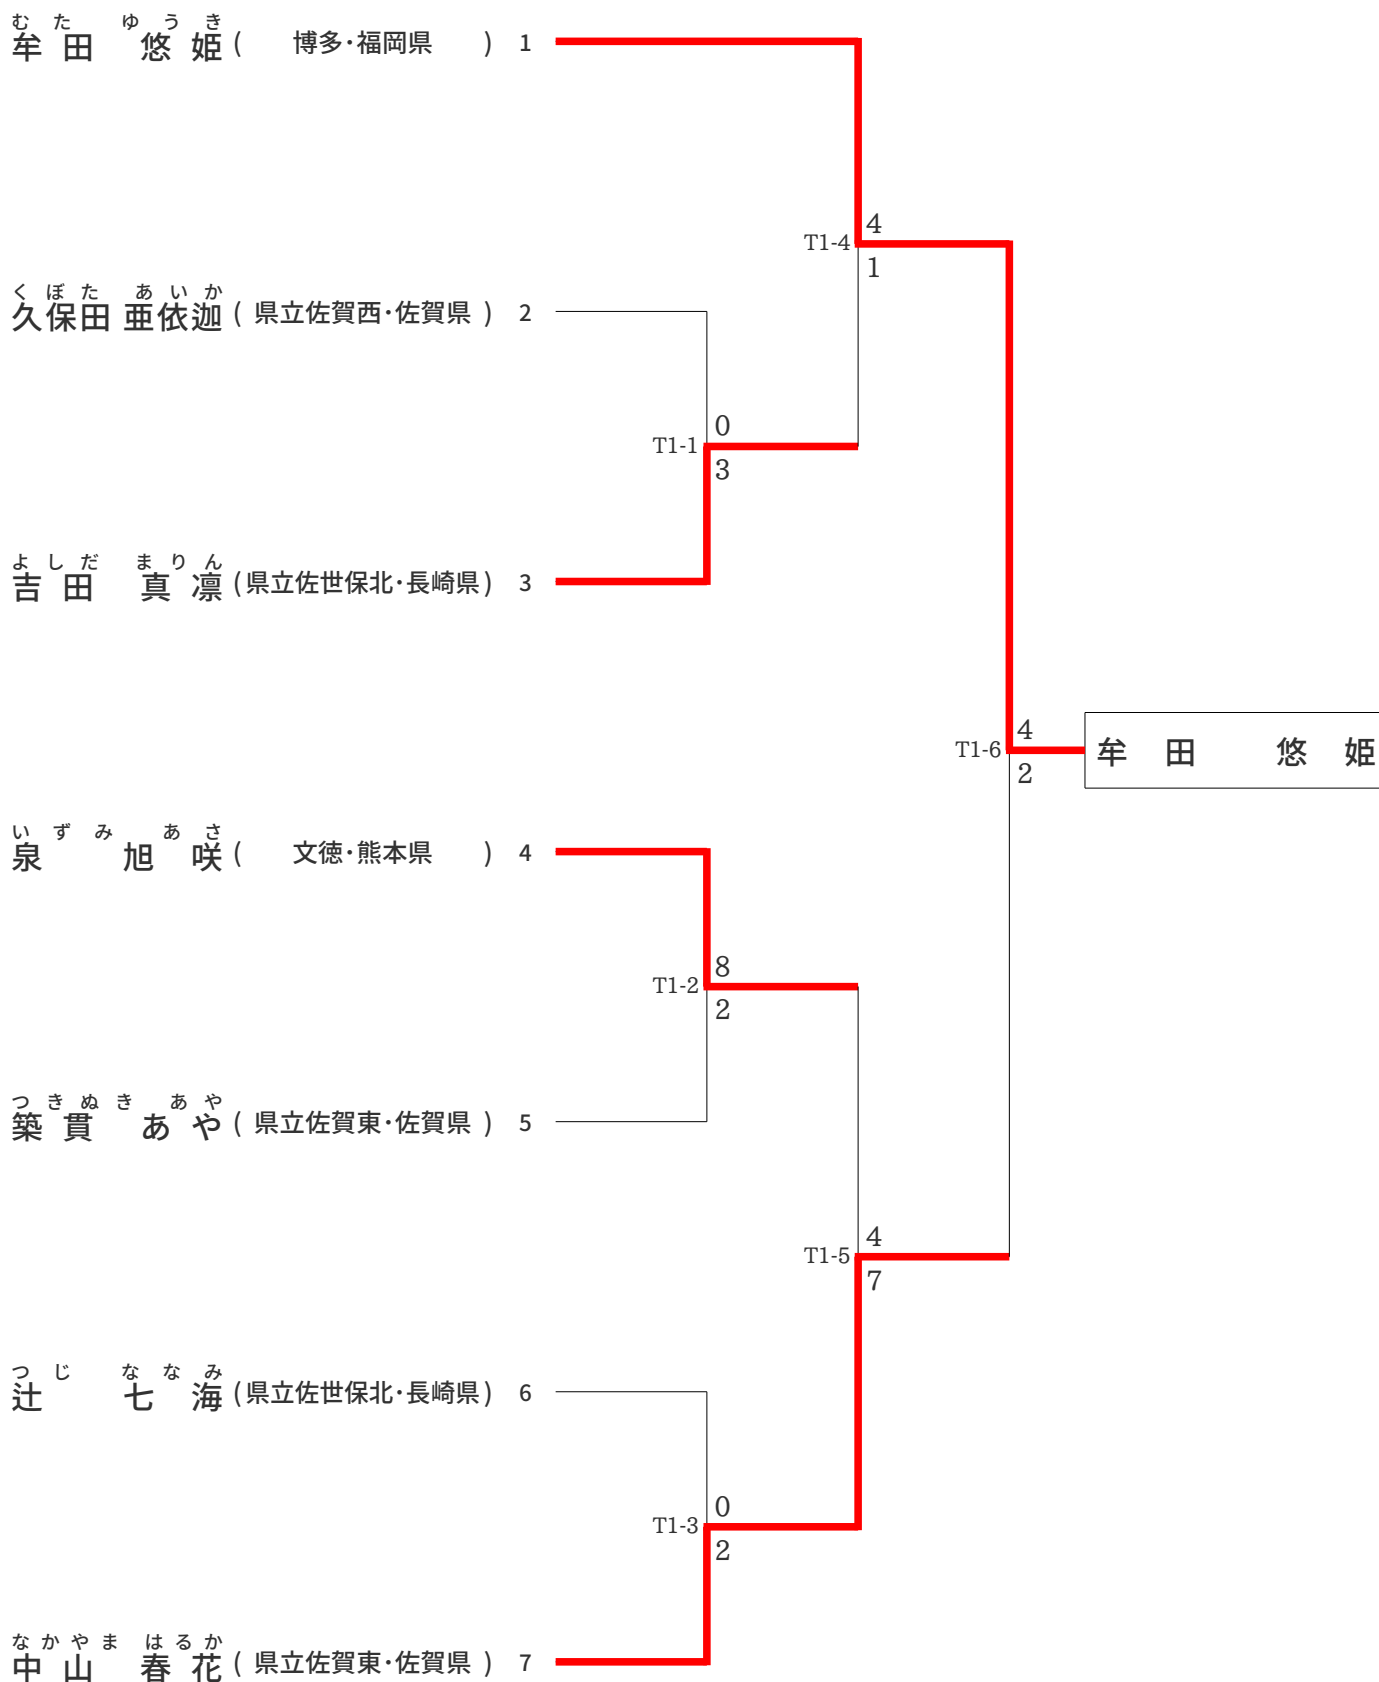 むた ゆうき
牟田 悠姫 ( 博多・福岡県 ) 1
4
T1-4
1
くぼた あいか
久保田 亜依迦 ( 県立佐賀西・佐賀県 ) 2
0
T1-1
3
よしだ まりん
吉田 真凛 (県立佐世保北・長崎県) 3
4
T1-6 牟田 悠姫
2
いずみ あさ
泉 旭咲 ( 文徳・熊本県 ) 4
8
T1-2
2
つきぬき あや
築貫 あや ( 県立佐賀東・佐賀県 ) 5
4
T1-5
7
つじ ななみ
辻 七海 (県立佐世保北・長崎県) 6
0
T1-3
2
なかやま はるか
中山 春花 ( 県立佐賀東・佐賀県 ) 7